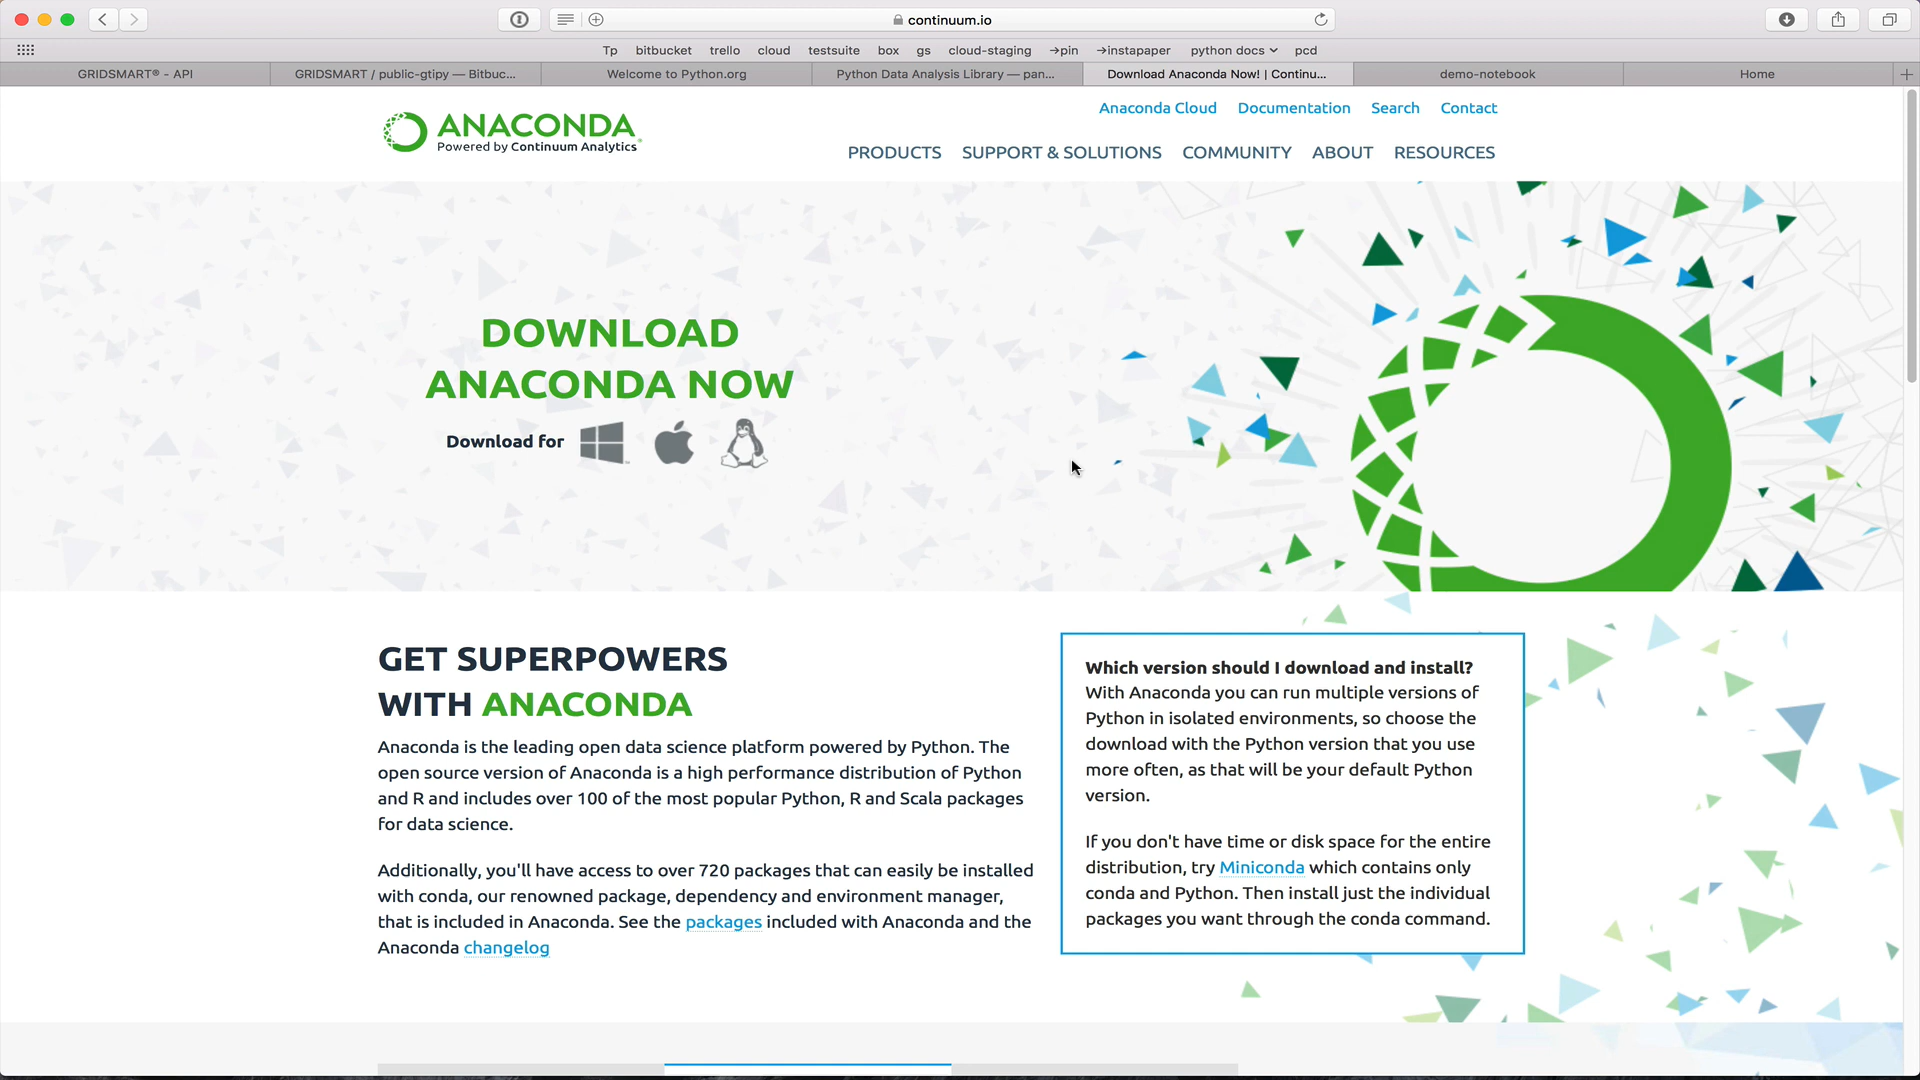 continuum.io
Tp bitbucket trello cloud testsuite box gs cloud-staging →pin →instapaper python docs pcd
GRIDSMART® - API
GRIDSMART / public-gtipy — Bitbuc...
Welcome to Python.org
Python Data Analysis Library — pan...
Download Anaconda Now! | Continu...
demo-notebook
Home
Anaconda Cloud Documentation Search Contact
ANACONDA
Powered by Continuum Analytics
PRODUCTS SUPPORT & SOLUTIONS COMMUNITY ABOUT RESOURCES
DOWNLOAD
ANACONDA NOW
Download for
GET SUPERPOWERS
WITH ANACONDA
Anaconda is the leading open data science platform powered by Python. The
open source version of Anaconda is a high performance distribution of Python
and R and includes over 100 of the most popular Python, R and Scala packages
for data science.
Additionally, you'll have access to over 720 packages that can easily be installed
with conda, our renowned package, dependency and environment manager,
that is included in Anaconda. See the packages included with Anaconda and the
Anaconda changelog
Which version should I download and install?
With Anaconda you can run multiple versions of
Python in isolated environments, so choose the
download with the Python version that you use
more often, as that will be your default Python
version.
If you don't have time or disk space for the entire
distribution, try Miniconda which contains only
conda and Python. Then install just the individual
packages you want through the conda command.